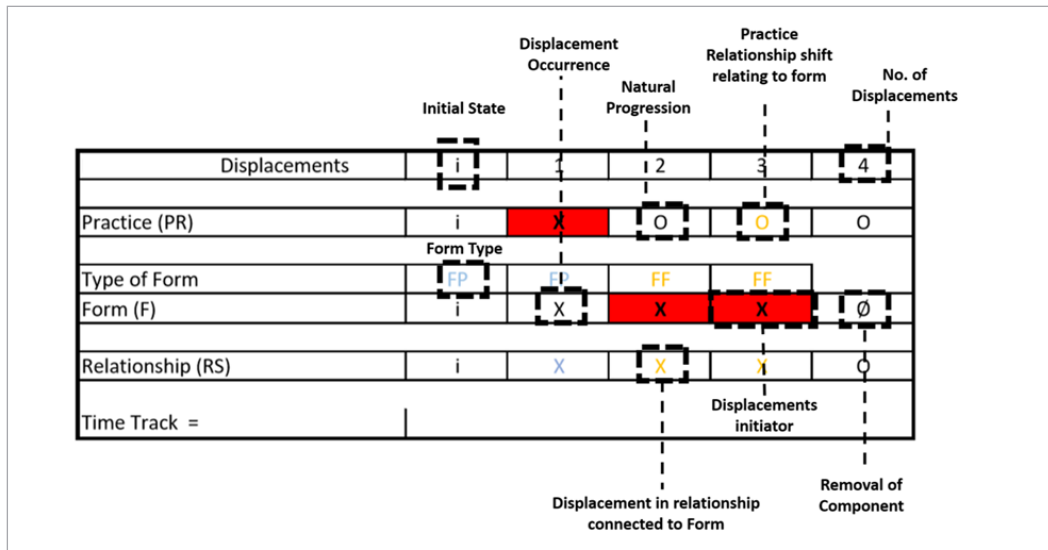 Practice
Relationship shift
relating to form
Displacement
Occurrence
No. of
Displacements
Natural
Progression
Initial State
Displacements i 1 2 3 4
Practice (PR) i X O O O
Form Type
Type of Form FP FP FF FF
Form (F) i X X X Ø
Relationship (RS) i X X X O
Displacements
initiator
Time Track =
Removal of
Component
Displacement in relationship
connected to Form